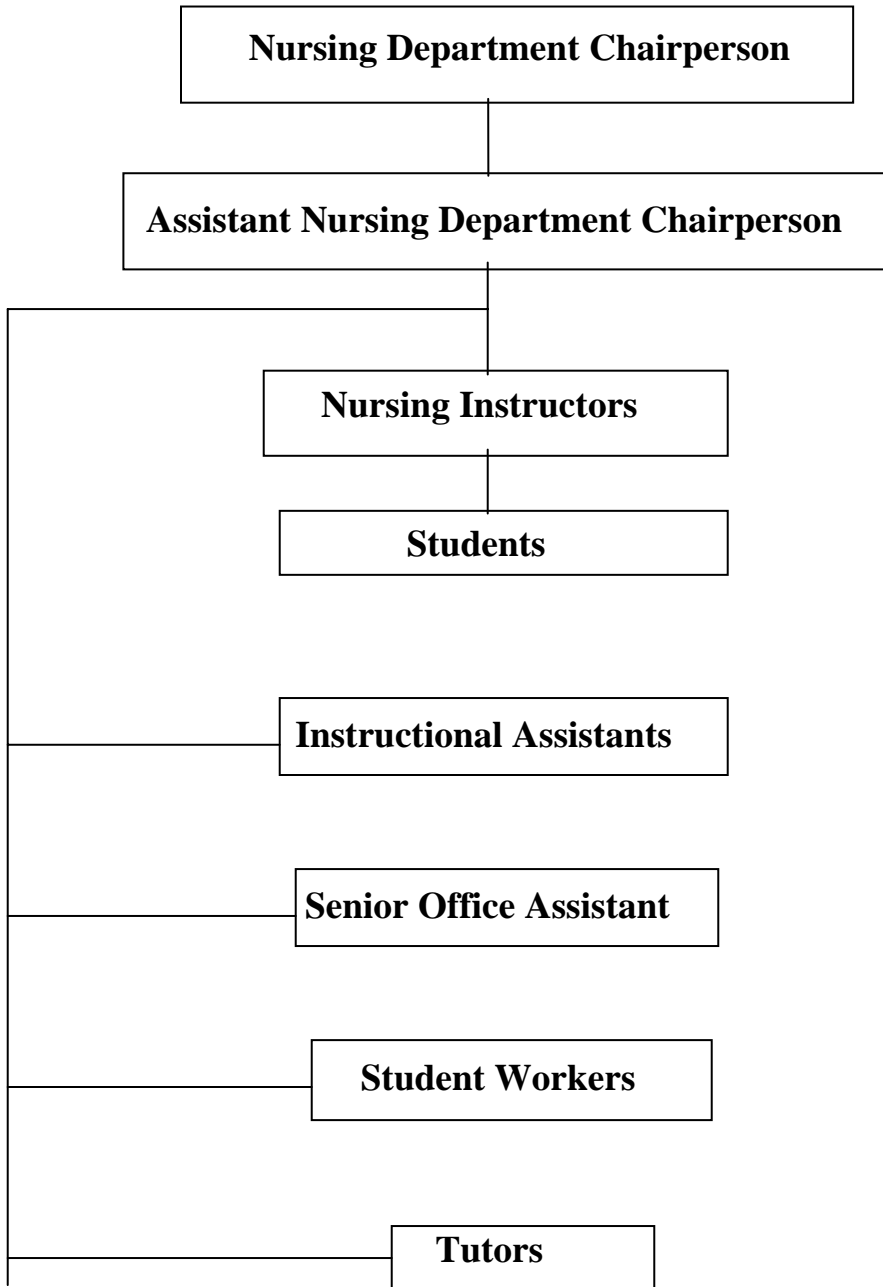 Nursing Department Chairperson
Assistant Nursing Department Chairperson
Nursing Instructors
Students
Instructional Assistants
Senior Office Assistant
Student Workers
Tutors